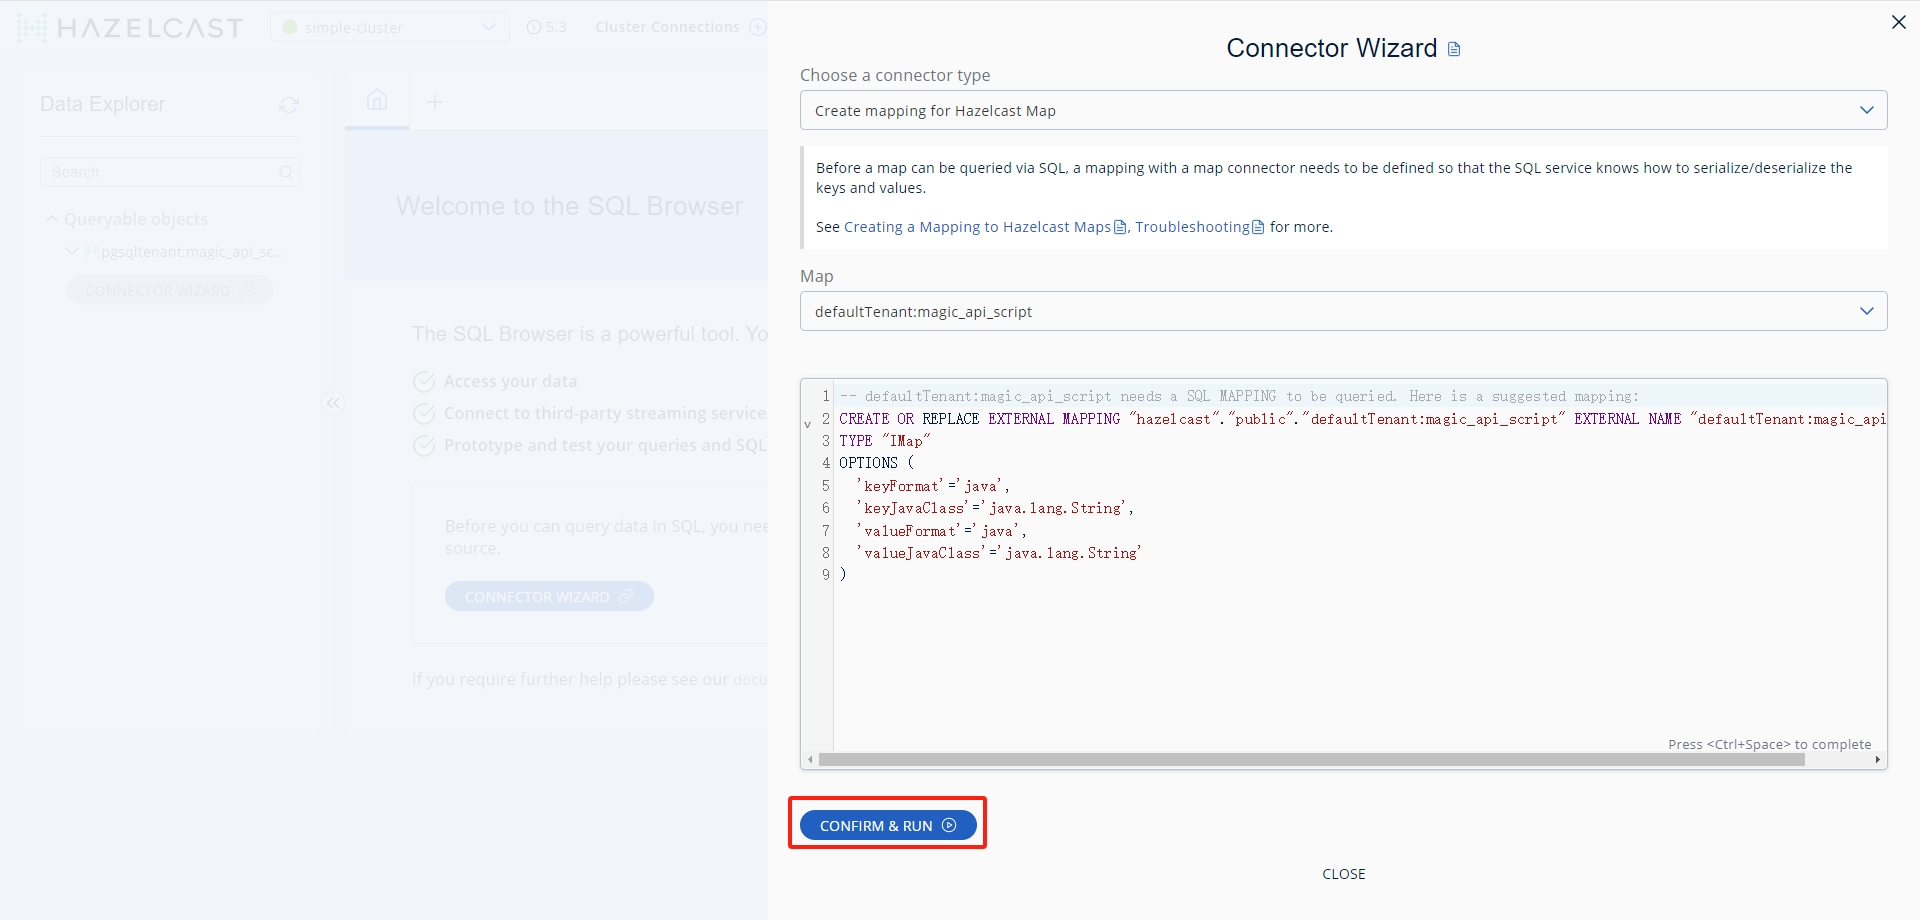 HAZELCAST
simple-cluster
5.3
Cluster Connections
Data Explorer
Search
Queryable objects
pgsqltenant:magic_api_sc...
CONNECTOR WIZARD
Welcome to the SQL Browser
The SQL Browser is a powerful tool. Yo
Access your data
Connect to third-party streaming service
Prototype and test your queries and SQL
Before you can query data in SQL, you nee
source.
CONNECTOR WIZARD
If you require further help please see our docu
Connector Wizard
Choose a connector type
Create mapping for Hazelcast Map
Before a map can be queried via SQL, a mapping with a map connector needs to be defined so that the SQL service knows how to serialize/deserialize the
keys and values.
See Creating a Mapping to Hazelcast Maps, Troubleshooting for more.
Map
defaultTenant:magic_api_script
1 -- defaultTenant:magic_api_script needs a SQL MAPPING to be queried. Here is a suggested mapping:
2 CREATE OR REPLACE EXTERNAL MAPPING "hazelcast"."public"."defaultTenant:magic_api_script" EXTERNAL NAME "defaultTenant:magic_api
3 TYPE "IMap"
4 OPTIONS (
5 'keyFormat'='java',
6 'keyJavaClass'='java.lang.String',
7 'valueFormat'='java',
8 'valueJavaClass'='java.lang.String'
9 )
Press <Ctrl+Space> to complete
CONFIRM & RUN
CLOSE